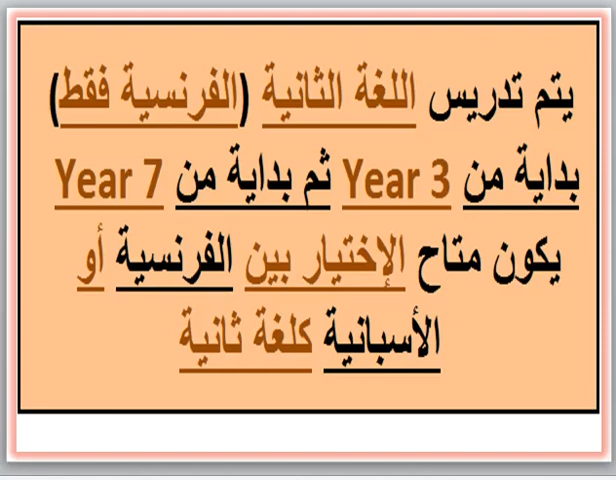 يتم تدريس اللغة الثانية (الفرنسية فقط)
بداية من Year 3 ثم بداية من Year 7
يكون متاح الإختيار بين الفرنسية أو
الأسبانية كلغة ثانية